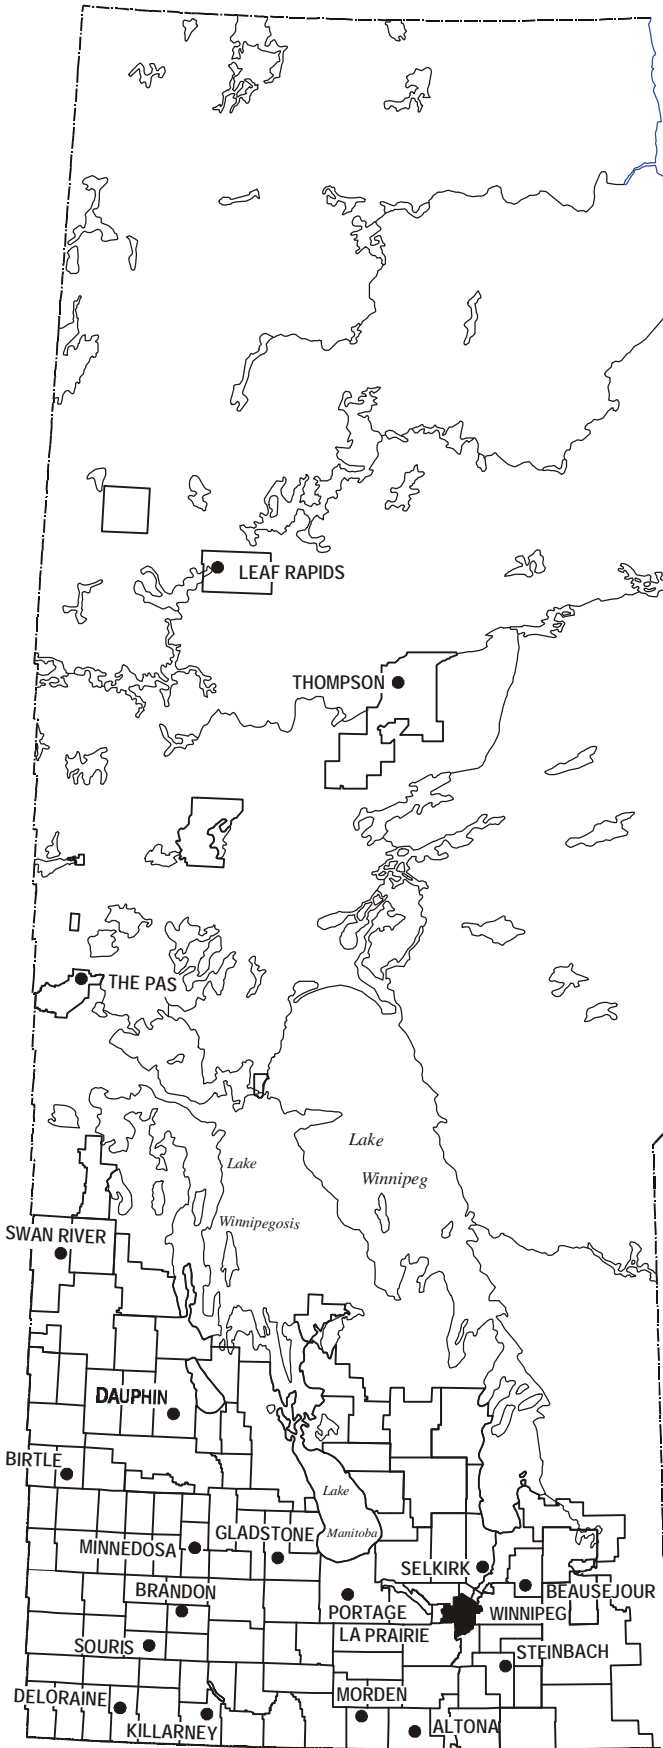 LEAF RAPIDS
THOMPSON
THE PAS
Lake
Winnipeg
Lake
Winnipegosis
SWAN RIVER
DAUPHIN
BIRTLE
Lake
Manitoba
GLADSTONE
MINNEDOSA
SELKIRK
BEAUSEJOUR
BRANDON
PORTAGE
LA PRAIRIE
WINNIPEG
SOURIS
STEINBACH
DELORAINE
MORDEN
KILLARNEY
ALTONA